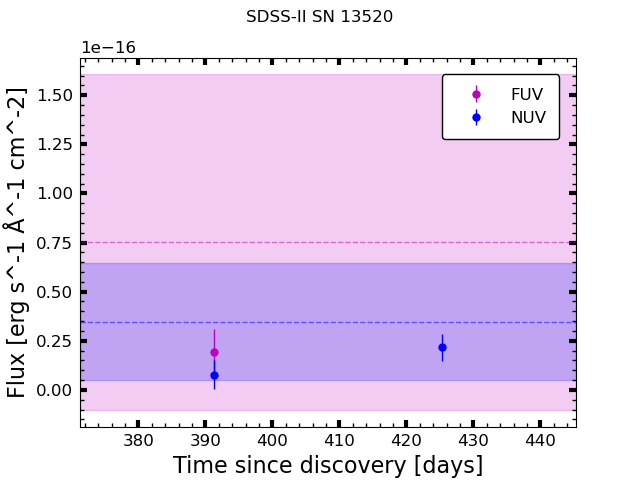 SDSS-II SN 13520
1e−16
FUV
NUV
1.50
1.25
1.00
0.75
0.50
0.25
0.00
Flux [erg s^-1 Å^-1 cm^-2]
380 390 400 410 420 430 440
Time since discovery [days]